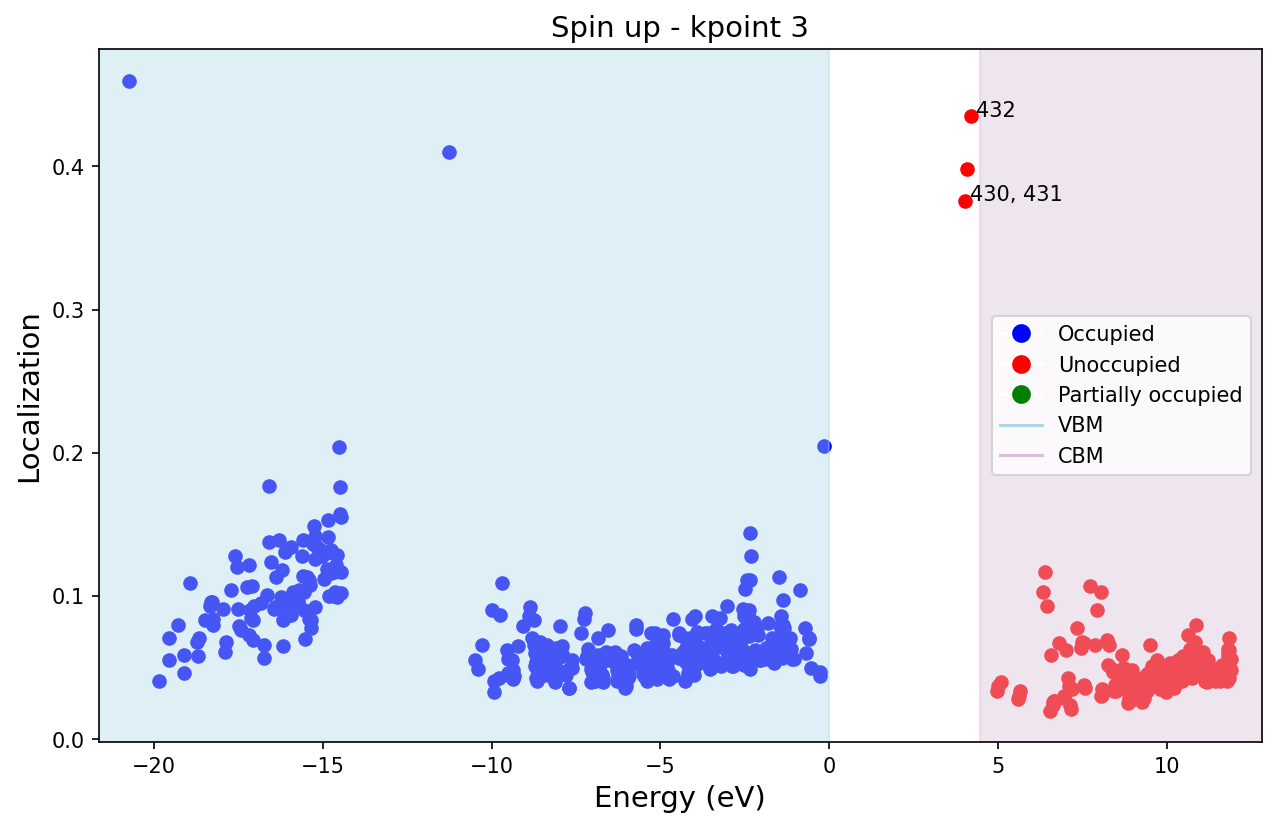 Spin up - kpoint 3
432
430, 431
0.4
0.3
0.2
0.1
0.0
Localization
Occupied
Unoccupied
Partially occupied
VBM
CBM
−20
−15
−10
−5
0
5
10
Energy (eV)